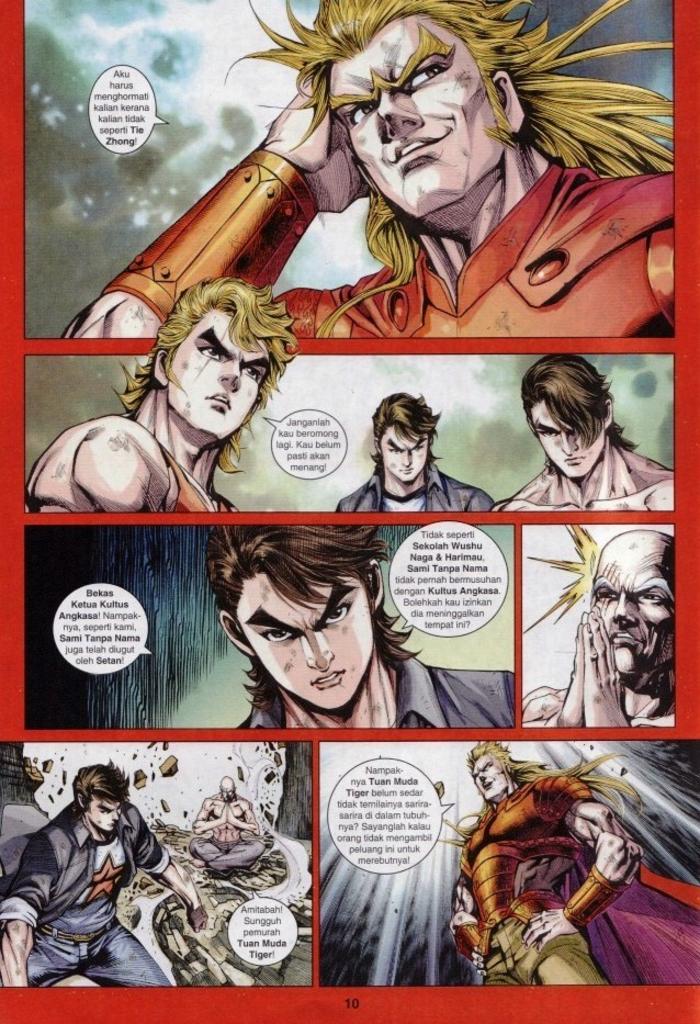 Aku
harus
menghormati
kalian kerana
kalian tidak
seperti Tie
Zhong!
Janganlah
kau beromong
lagi. Kau belum
pasti akan
menang!
Bekas
Ketua Kultus
Angkasa! Nampak-
nya, seperti kami,
Sami Tanpa Nama
juga telah diugut
oleh Setan!
Tidak seperti
Sekolah Wushu
Naga & Harimau,
Sami Tanpa Nama
tidak pernah bermusuhan
dengan Kultus Angkasa.
Bolehkah kau izinkan
dia meninggalkan
tempat ini?
Amitabah!
Sungguh
pemurah
Tuan Muda
Tiger!
Nampak-
nya Tuan Muda
Tiger belum sedar
tidak ternilainya sarira-
sarira di dalam tubuh-
nya? Sayanglah kalau
orang tidak mengambil
peluang ini untuk
merebutnya!
10